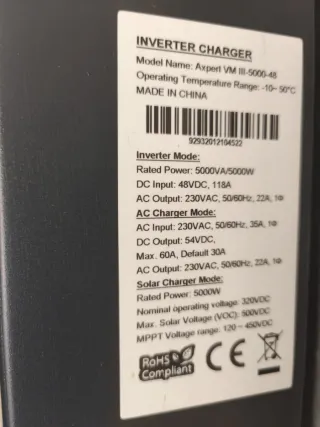 INVERTER CHARGER
Model Name: Axpert VM III-5000-48
Operating Temperature Range: -10~ 50°C
MADE IN CHINA
92932012104522
Inverter Mode:
Rated Power: 5000VA/5000W
DC Input: 48VDC, 118A
AC Output: 230VAC, 50/60HZ, 22A, 1Φ
AC Charger Mode:
AC Input: 230VAC, 50/60HZ, 35A, 1Φ
DC Output: 54VDC,
Max. 60A, Default 30A
AC Output: 230VAC, 50/60HZ, 22A, 1Φ
Solar Charger Mode:
Rated Power: 5000W
Nominal operating voltage: 320VDC
Max. Solar Voltage (VOC): 500VDC
MPPT Voltage range: 120 ~ 450VDC
RoHS
Compliant
CE